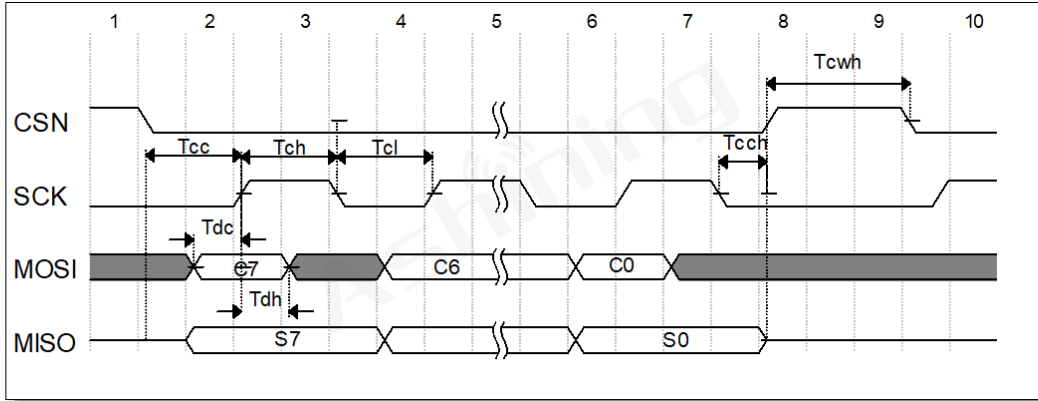 1 2 3 4 5 6 7 8 9 10
Tcwh
CSN
Tcc Tch Tcl Tcch
SCK
Tdc
MOSI C7 C6 C0
Tdh
MISO S7 S0
Ashining